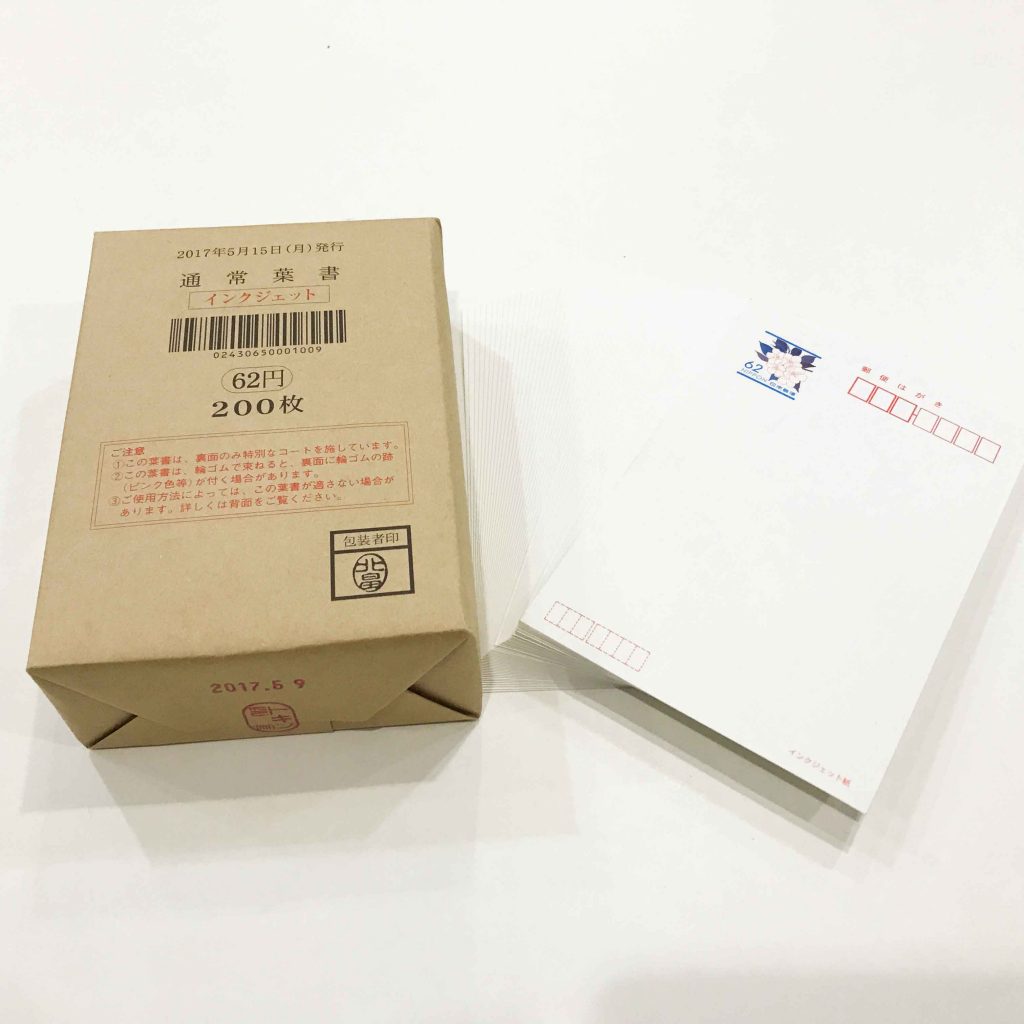 2017年5月15日(月)発行
通常葉書
インクジェット
02430650001009
62円
200枚
ご注意
①この葉書は、裏面のみ特別なコートを施しています。
②この葉書は、輪ゴムで束ねると、裏面に輪ゴムの跡
(ピンク色等)が付く場合があります。
③ご使用方法によっては、この葉書が適さない場合が
あります。詳しくは背面をご覧ください。
包装者印
北畠
2017.5 9
62
NIPPON 日本郵便
郵便はがき
インクジェット紙